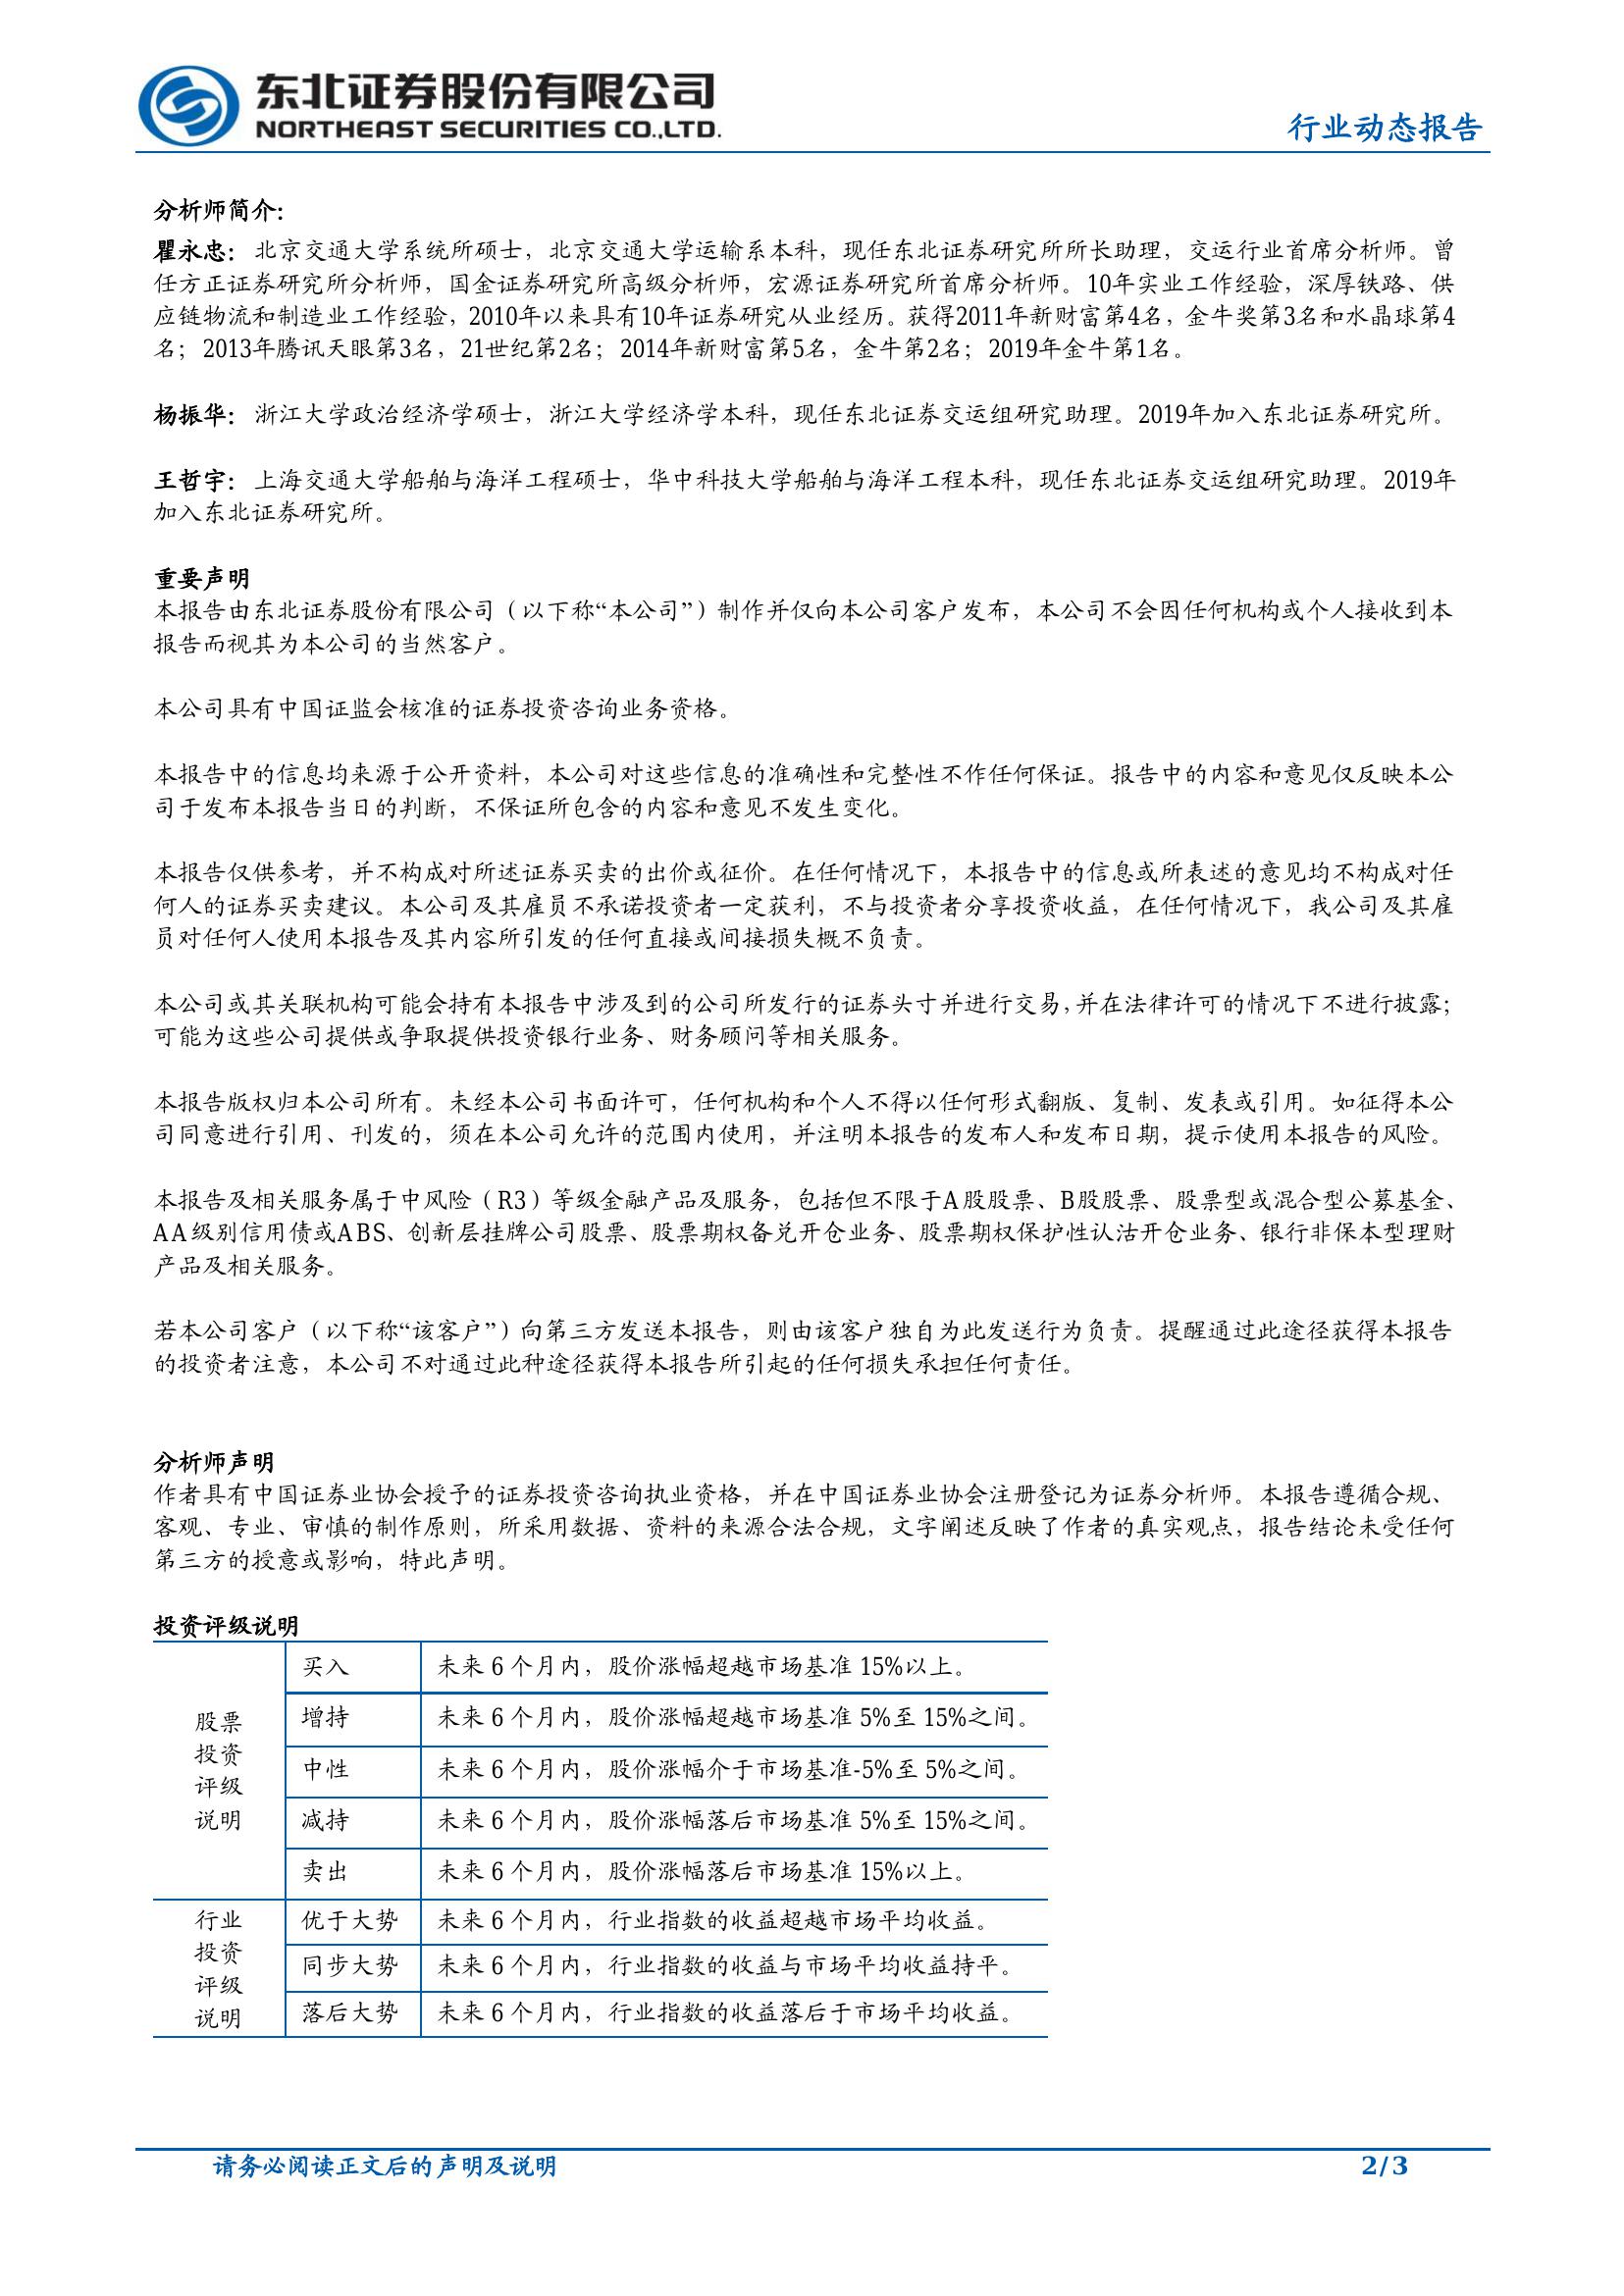 东北证券股份有限公司
NORTHEAST SECURITIES CO.,LTD.
行业动态报告
分析师简介:
瞿永忠：北京交通大学系统所硕士，北京交通大学运输系本科，现任东北证券研究所所长助理，交运行业首席分析师。曾
任方正证券研究所分析师，国金证券研究所高级分析师，宏源证券研究所首席分析师。10年实业工作经验，深厚铁路、供
应链物流和制造业工作经验，2010年以来具有10年证券研究从业经历。获得2011年新财富第4名，金牛奖第3名和水晶球第4
名；2013年腾讯天眼第3名，21世纪第2名；2014年新财富第5名，金牛第2名；2019年金牛第1名。
杨振华：浙江大学政治经济学硕士，浙江大学经济学本科，现任东北证券交运组研究助理。2019年加入东北证券研究所。
王哲宇：上海交通大学船舶与海洋工程硕士，华中科技大学船舶与海洋工程本科，现任东北证券交运组研究助理。2019年
加入东北证券研究所。
重要声明
本报告由东北证券股份有限公司（以下称“本公司”）制作并仅向本公司客户发布，本公司不会因任何机构或个人接收到本
报告而视其为本公司的当然客户。
本公司具有中国证监会核准的证券投资咨询业务资格。
本报告中的信息均来源于公开资料，本公司对这些信息的准确性和完整性不作任何保证。报告中的内容和意见仅反映本公
司于发布本报告当日的判断，不保证所包含的内容和意见不发生变化。
本报告仅供参考，并不构成对所述证券买卖的出价或征价。在任何情况下，本报告中的信息或所表述的意见均不构成对任
何人的证券买卖建议。本公司及其雇员不承诺投资者一定获利，不与投资者分享投资收益，在任何情况下，我公司及其雇
员对任何人使用本报告及其内容所引发的任何直接或间接损失概不负责。
本公司或其关联机构可能会持有本报告中涉及到的公司所发行的证券头寸并进行交易，并在法律许可的情况下不进行披露；
可能为这些公司提供或争取提供投资银行业务、财务顾问等相关服务。
本报告版权归本公司所有。未经本公司书面许可，任何机构和个人不得以任何形式翻版、复制、发表或引用。如征得本公
司同意进行引用、刊发的，须在本公司允许的范围内使用，并注明本报告的发布人和发布日期，提示使用本报告的风险。
本报告及相关服务属于中风险（R3）等级金融产品及服务，包括但不限于A股股票、B股股票、股票型或混合型公募基金、
AA级别信用债或ABS、创新层挂牌公司股票、股票期权备兑开仓业务、股票期权保护性认沽开仓业务、银行非保本型理财
产品及相关服务。
若本公司客户（以下称“该客户”）向第三方发送本报告，则由该客户独自为此发送行为负责。提醒通过此途径获得本报告
的投资者注意，本公司不对通过此种途径获得本报告所引起的任何损失承担任何责任。
分析师声明
作者具有中国证券业协会授予的证券投资咨询执业资格，并在中国证券业协会注册登记为证券分析师。本报告遵循合规、
客观、专业、审慎的制作原则，所采用数据、资料的来源合法合规，文字阐述反映了作者的真实观点，报告结论未受任何
第三方的授意或影响，特此声明。
投资评级说明
股票
投资
评级
说明
买入 未来 6 个月内，股价涨幅超越市场基准 15%以上。
增持 未来 6 个月内，股价涨幅超越市场基准 5%至 15%之间。
中性 未来 6 个月内，股价涨幅介于市场基准-5%至 5%之间。
减持 未来 6 个月内，股价涨幅落后市场基准 5%至 15%之间。
卖出 未来 6 个月内，股价涨幅落后市场基准 15%以上。
行业
投资
评级
说明
优于大势 未来 6 个月内，行业指数的收益超越市场平均收益。
同步大势 未来 6 个月内，行业指数的收益与市场平均收益持平。
落后大势 未来 6 个月内，行业指数的收益落后于市场平均收益。
请务必阅读正文后的声明及说明
2/3